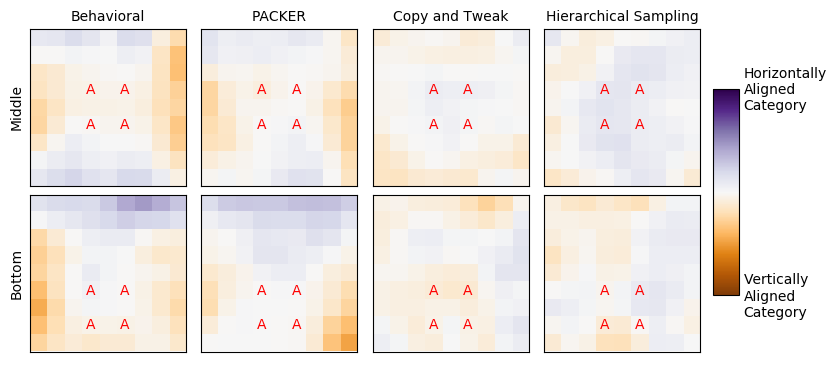 Behavioral PACKER Copy and Tweak Hierarchical Sampling
Middle
A A A A A A A A
A A A A A A A A
Horizontally
Aligned
Category
Bottom
A A A A A A A A
A A A A A A A A
Vertically
Aligned
Category